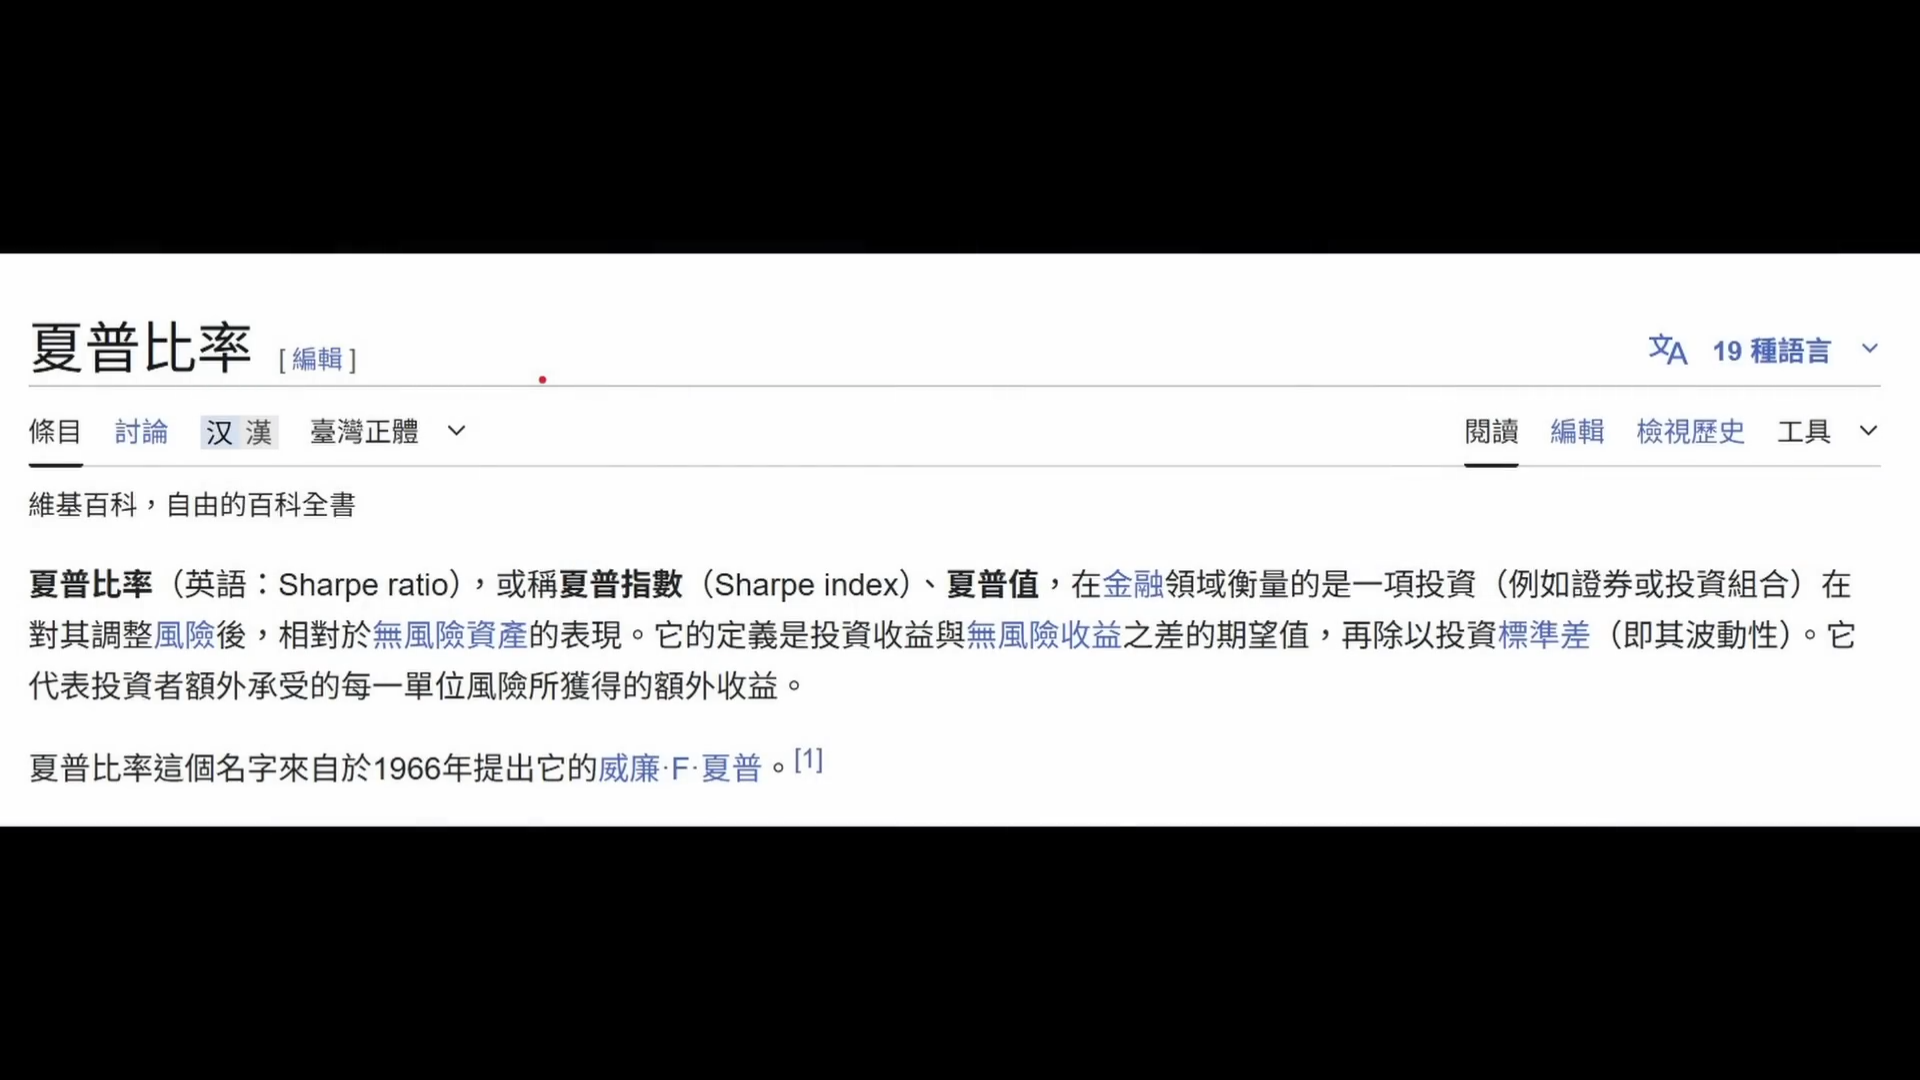 夏普比率 [編輯] 文A 19 種語言
條目 討論 汉 漢 臺灣正體 閱讀 編輯 檢視歷史 工具
維基百科，自由的百科全書
夏普比率（英語：Sharpe ratio），或稱夏普指數（Sharpe index）、夏普值，在金融領域衡量的是一項投資（例如證券或投資組合）在
對其調整風險後，相對於無風險資產的表現。它的定義是投資收益與無風險收益之差的期望值，再除以投資標準差（即其波動性）。它
代表投資者額外承受的每一單位風險所獲得的額外收益。
夏普比率這個名字來自於1966年提出它的威廉·F·夏普。[1]